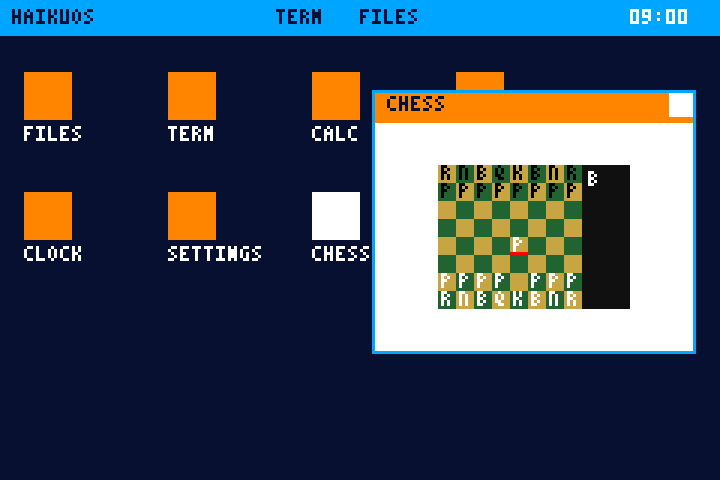 HAIKUOS TERM FILES 09:00
CHESS
FILES TERM CALC
R N B Q K B N R B
P P P P P P P P
P
CLOCK SETTINGS CHESS
P P P P P P P
R N B Q K B N R